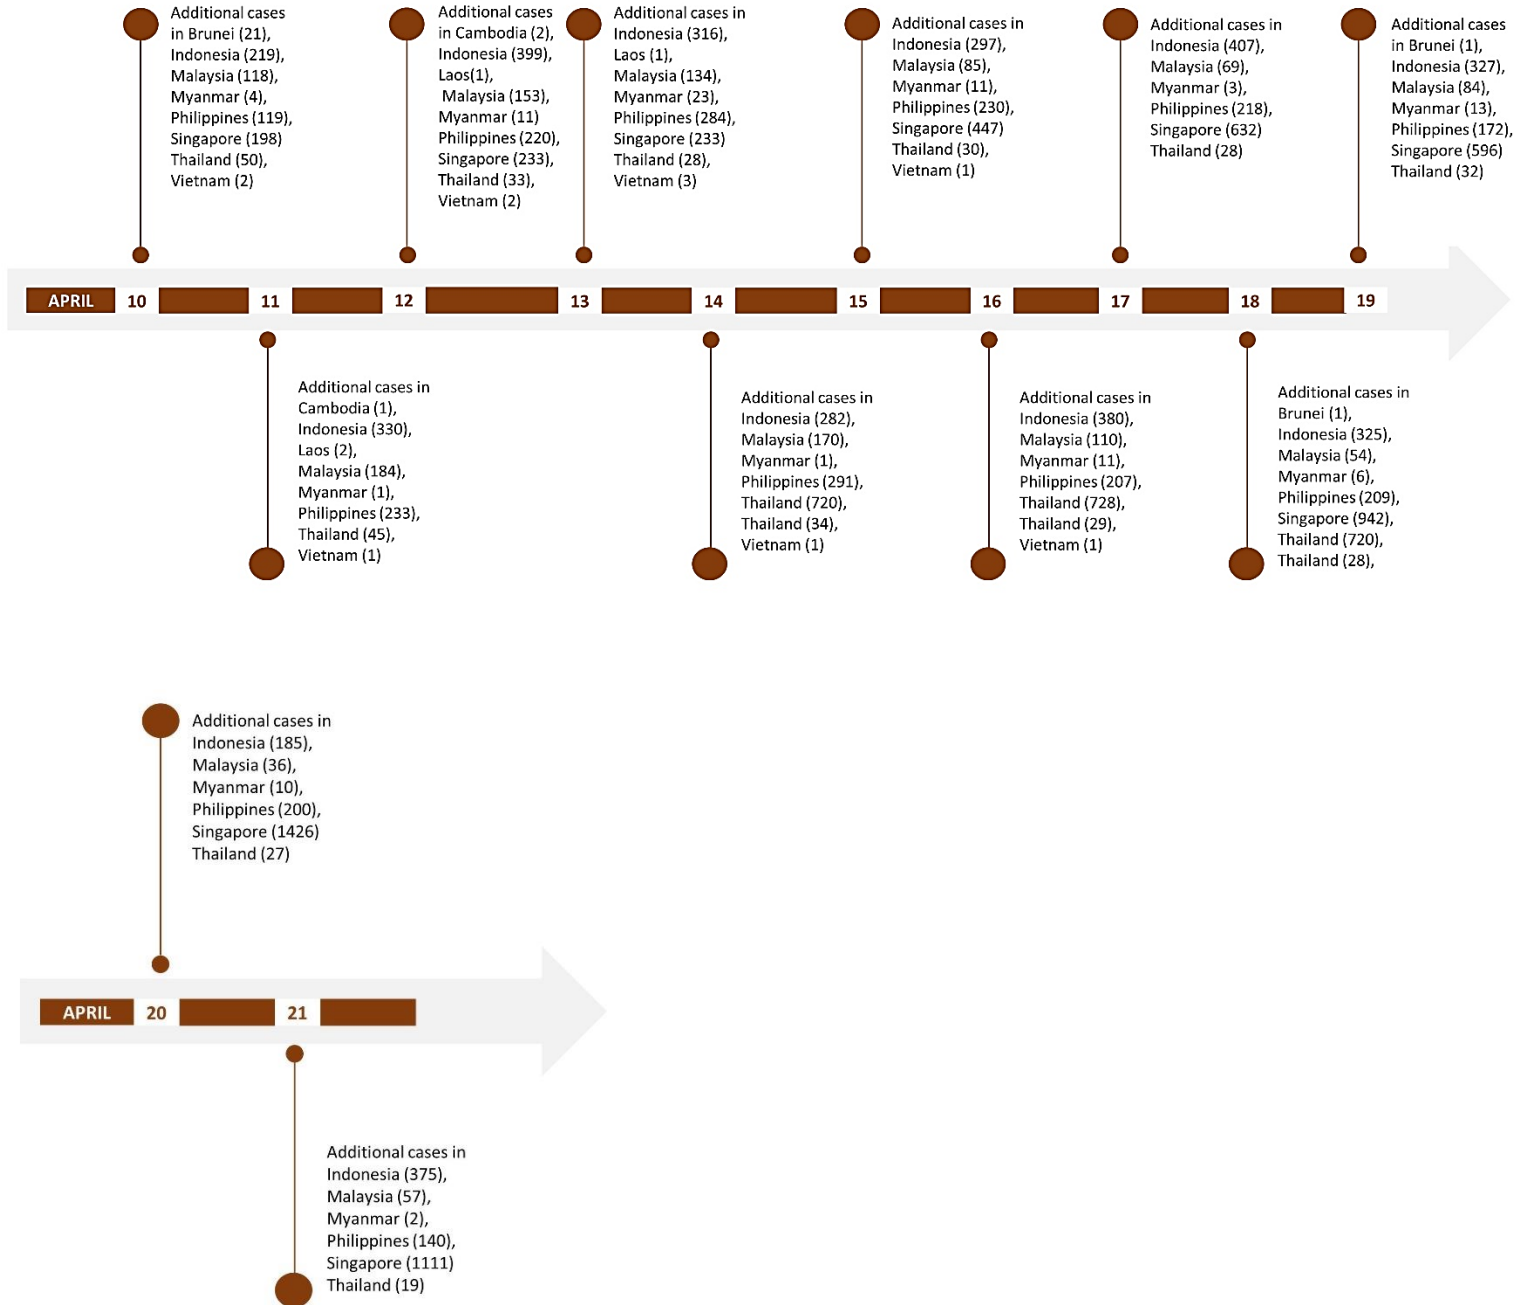 Additional cases
in Brunei (21),
Indonesia (219),
Malaysia (118),
Myanmar (4),
Philippines (119),
Singapore (198)
Thailand (50),
Vietnam (2)
Additional cases
in Cambodia (2),
Indonesia (399),
Laos(1),
Malaysia (153),
Myanmar (11)
Philippines (220),
Singapore (233),
Thailand (33),
Vietnam (2)
Additional cases in
Indonesia (316),
Laos (1),
Malaysia (134),
Myanmar (23),
Philippines (284),
Singapore (233)
Thailand (28),
Vietnam (3)
Additional cases in
Indonesia (297),
Malaysia (85),
Myanmar (11),
Philippines (230),
Singapore (447)
Thailand (30),
Vietnam (1)
Additional cases in
Indonesia (407),
Malaysia (69),
Myanmar (3),
Philippines (218),
Singapore (632)
Thailand (28)
Additional cases
in Brunei (1),
Indonesia (327),
Malaysia (84),
Myanmar (13),
Philippines (172),
Singapore (596)
Thailand (32)
APRIL 10 11 12 13 14 15 16 17 18 19
Additional cases in
Cambodia (1),
Indonesia (330),
Laos (2),
Malaysia (184),
Myanmar (1),
Philippines (233),
Thailand (45),
Vietnam (1)
Additional cases in
Indonesia (282),
Malaysia (170),
Myanmar (1),
Philippines (291),
Thailand (720),
Thailand (34),
Vietnam (1)
Additional cases in
Indonesia (380),
Malaysia (110),
Myanmar (11),
Philippines (207),
Thailand (728),
Thailand (29),
Vietnam (1)
Additional cases in
Brunei (1),
Indonesia (325),
Malaysia (54),
Myanmar (6),
Philippines (209),
Singapore (942),
Thailand (720),
Thailand (28),
Additional cases in
Indonesia (185),
Malaysia (36),
Myanmar (10),
Philippines (200),
Singapore (1426)
Thailand (27)
APRIL 20 21
Additional cases in
Indonesia (375),
Malaysia (57),
Myanmar (2),
Philippines (140),
Singapore (1111)
Thailand (19)